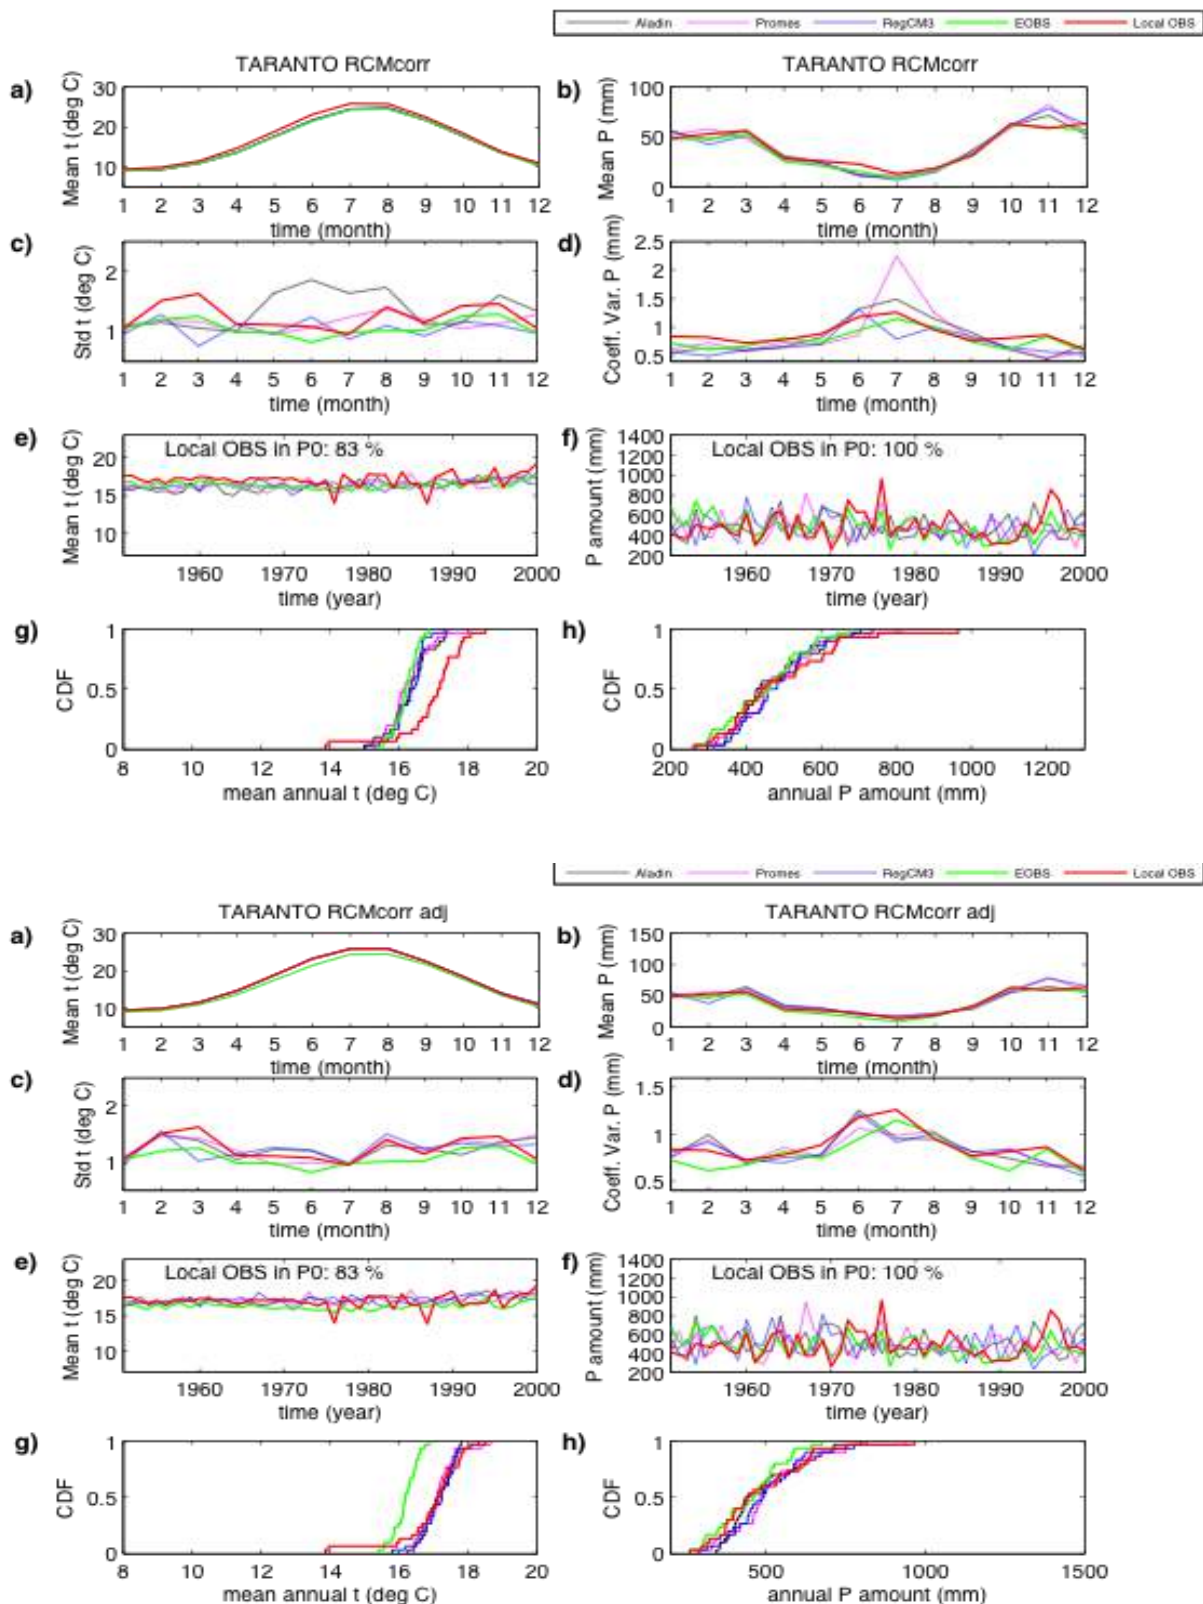 Aladin Promes RegCM3 EOBS Local OBS
TARANTO RCMcorr
a)
Mean t (deg C)
30
20
10
1 2 3 4 5 6 7 8 9 10 11 12
time (month)
TARANTO RCMcorr
b)
Mean P (mm)
100
50
0
1 2 3 4 5 6 7 8 9 10 11 12
time (month)
c)
Std t (deg C)
2
1
1 2 3 4 5 6 7 8 9 10 11 12
time (month)
d)
Coeff. Var. P (mm)
2.5
2
1.5
1
0.5
1 2 3 4 5 6 7 8 9 10 11 12
time (month)
e)
Local OBS in P0: 83 %
Mean t (deg C)
20
15
10
1960 1970 1980 1990 2000
time (year)
f)
Local OBS in P0: 100 %
P amount (mm)
1400
1200
1000
800
600
400
200
1960 1970 1980 1990 2000
time (year)
g)
CDF
1
0.5
0
8 10 12 14 16 18 20
mean annual t (deg C)
h)
CDF
1
0.5
0
200 400 600 800 1000 1200
annual P amount (mm)
Aladin Promes RegCM3 EOBS Local OBS
TARANTO RCMcorr adj
a)
Mean t (deg C)
30
20
10
1 2 3 4 5 6 7 8 9 10 11 12
time (month)
TARANTO RCMcorr adj
b)
Mean P (mm)
150
100
50
0
1 2 3 4 5 6 7 8 9 10 11 12
time (month)
c)
Std t (deg C)
2
1
1 2 3 4 5 6 7 8 9 10 11 12
time (month)
d)
Coeff. Var. P (mm)
1.5
1
0.5
1 2 3 4 5 6 7 8 9 10 11 12
time (month)
e)
Local OBS in P0: 83 %
Mean t (deg C)
20
15
10
1960 1970 1980 1990 2000
time (year)
f)
Local OBS in P0: 100 %
P amount (mm)
1400
1200
1000
800
600
400
200
1960 1970 1980 1990 2000
time (year)
g)
CDF
1
0.5
0
8 10 12 14 16 18 20
mean annual t (deg C)
h)
CDF
1
0.5
0
500 1000 1500
annual P amount (mm)